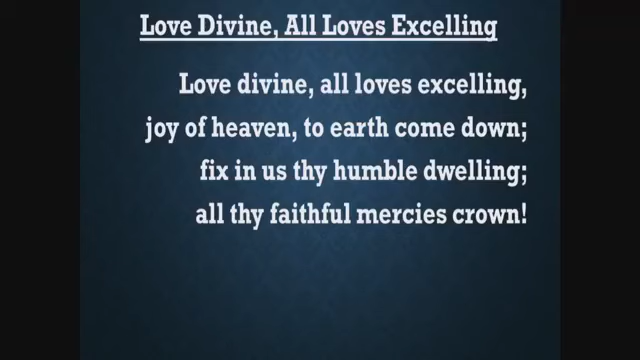 Love Divine, All Loves Excelling
Love divine, all loves excelling,
joy of heaven, to earth come down;
fix in us thy humble dwelling;
all thy faithful mercies crown!